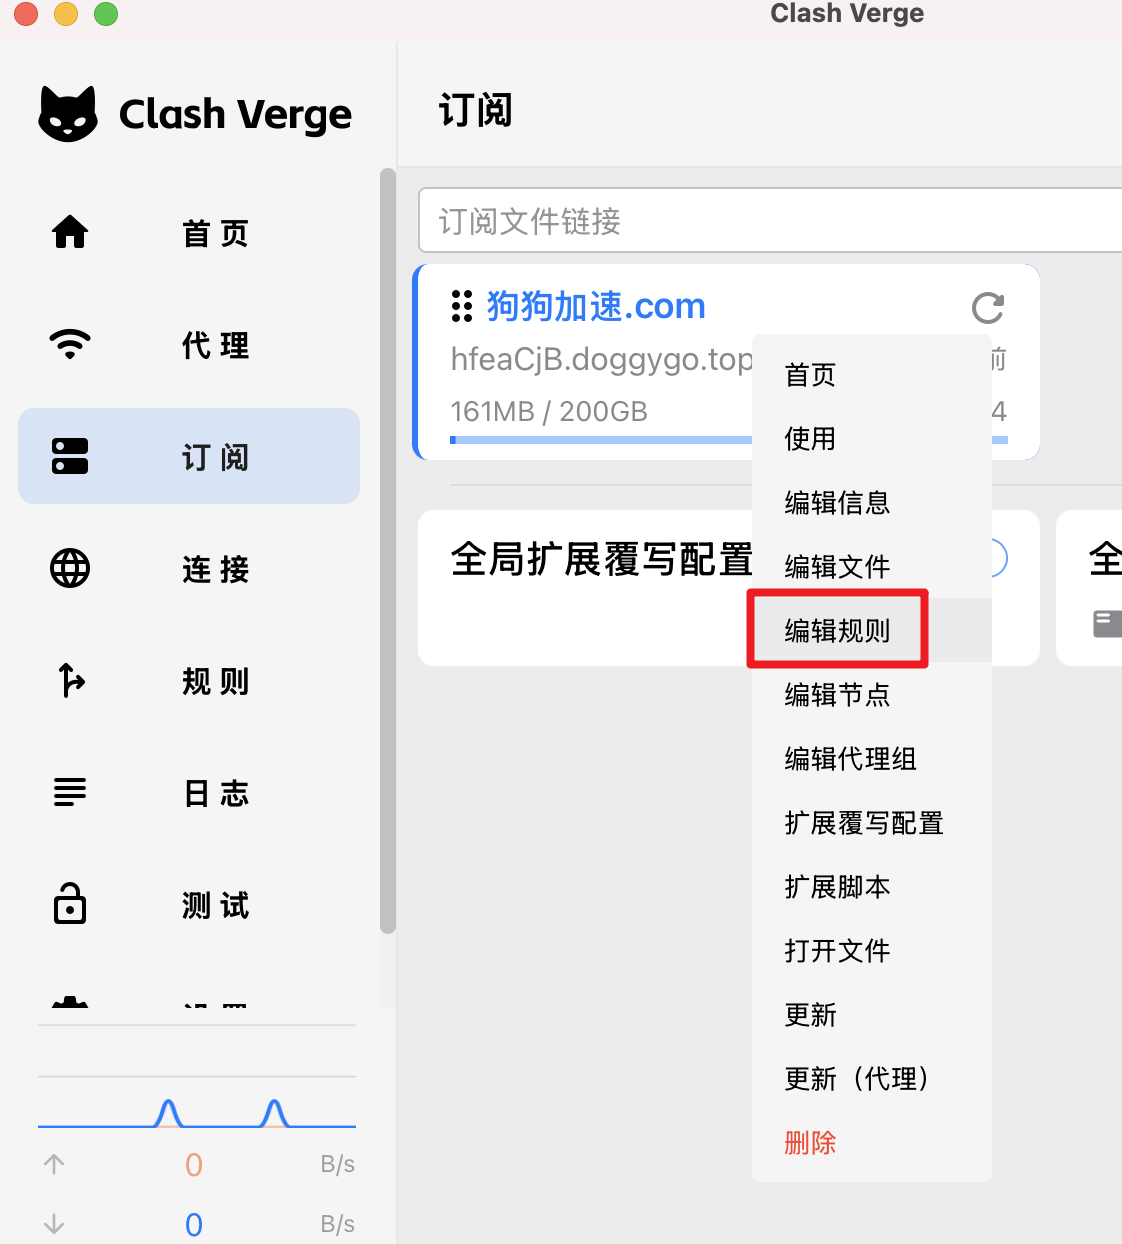 Clash Verge
Clash Verge
首页
代理
订阅
连接
规则
日志
测试
0 B/s
0 B/s
订阅
订阅文件链接
狗狗加速.com
hfeaCjB.doggygo.top
前
161MB / 200GB
4
全局扩展覆写配置
全
首页
使用
编辑信息
编辑文件
编辑规则
编辑节点
编辑代理组
扩展覆写配置
扩展脚本
打开文件
更新
更新（代理）
删除